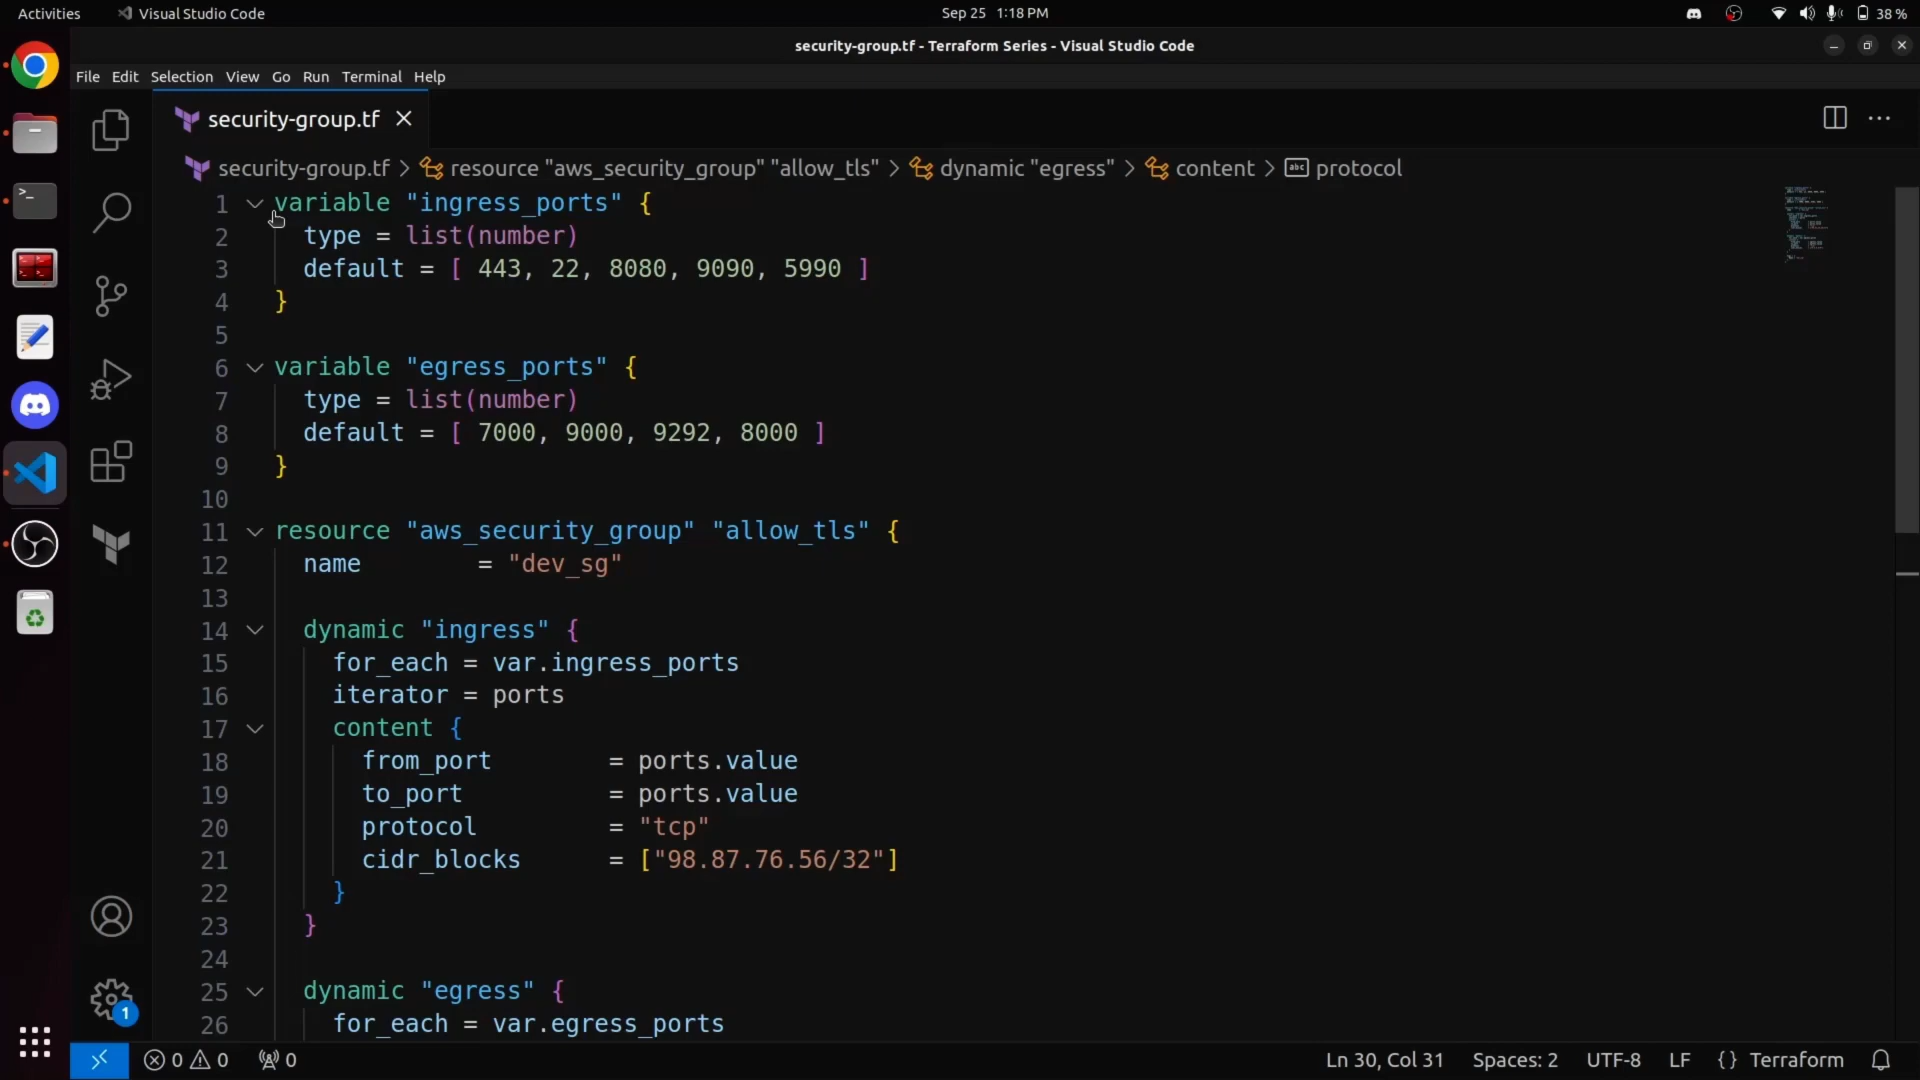 Activities
Visual Studio Code
Sep 25 1:18 PM
38 %
security-group.tf - Terraform Series - Visual Studio Code
File Edit Selection View Go Run Terminal Help
security-group.tf
security-group.tf > resource "aws_security_group" "allow_tls" > dynamic "egress" > content > abc protocol
1 variable "ingress_ports" {
2 type = list(number)
3 default = [ 443, 22, 8080, 9090, 5990 ]
4 }
5
6 variable "egress_ports" {
7 type = list(number)
8 default = [ 7000, 9000, 9292, 8000 ]
9 }
10
11 resource "aws_security_group" "allow_tls" {
12 name = "dev_sg"
13
14 dynamic "ingress" {
15 for_each = var.ingress_ports
16 iterator = ports
17 content {
18 from_port = ports.value
19 to_port = ports.value
20 protocol = "tcp"
21 cidr_blocks = ["98.87.76.56/32"]
22 }
23 }
24
25 dynamic "egress" {
26 for_each = var.egress_ports
1
0 0 0
Ln 30, Col 31 Spaces: 2 UTF-8 LF {} Terraform